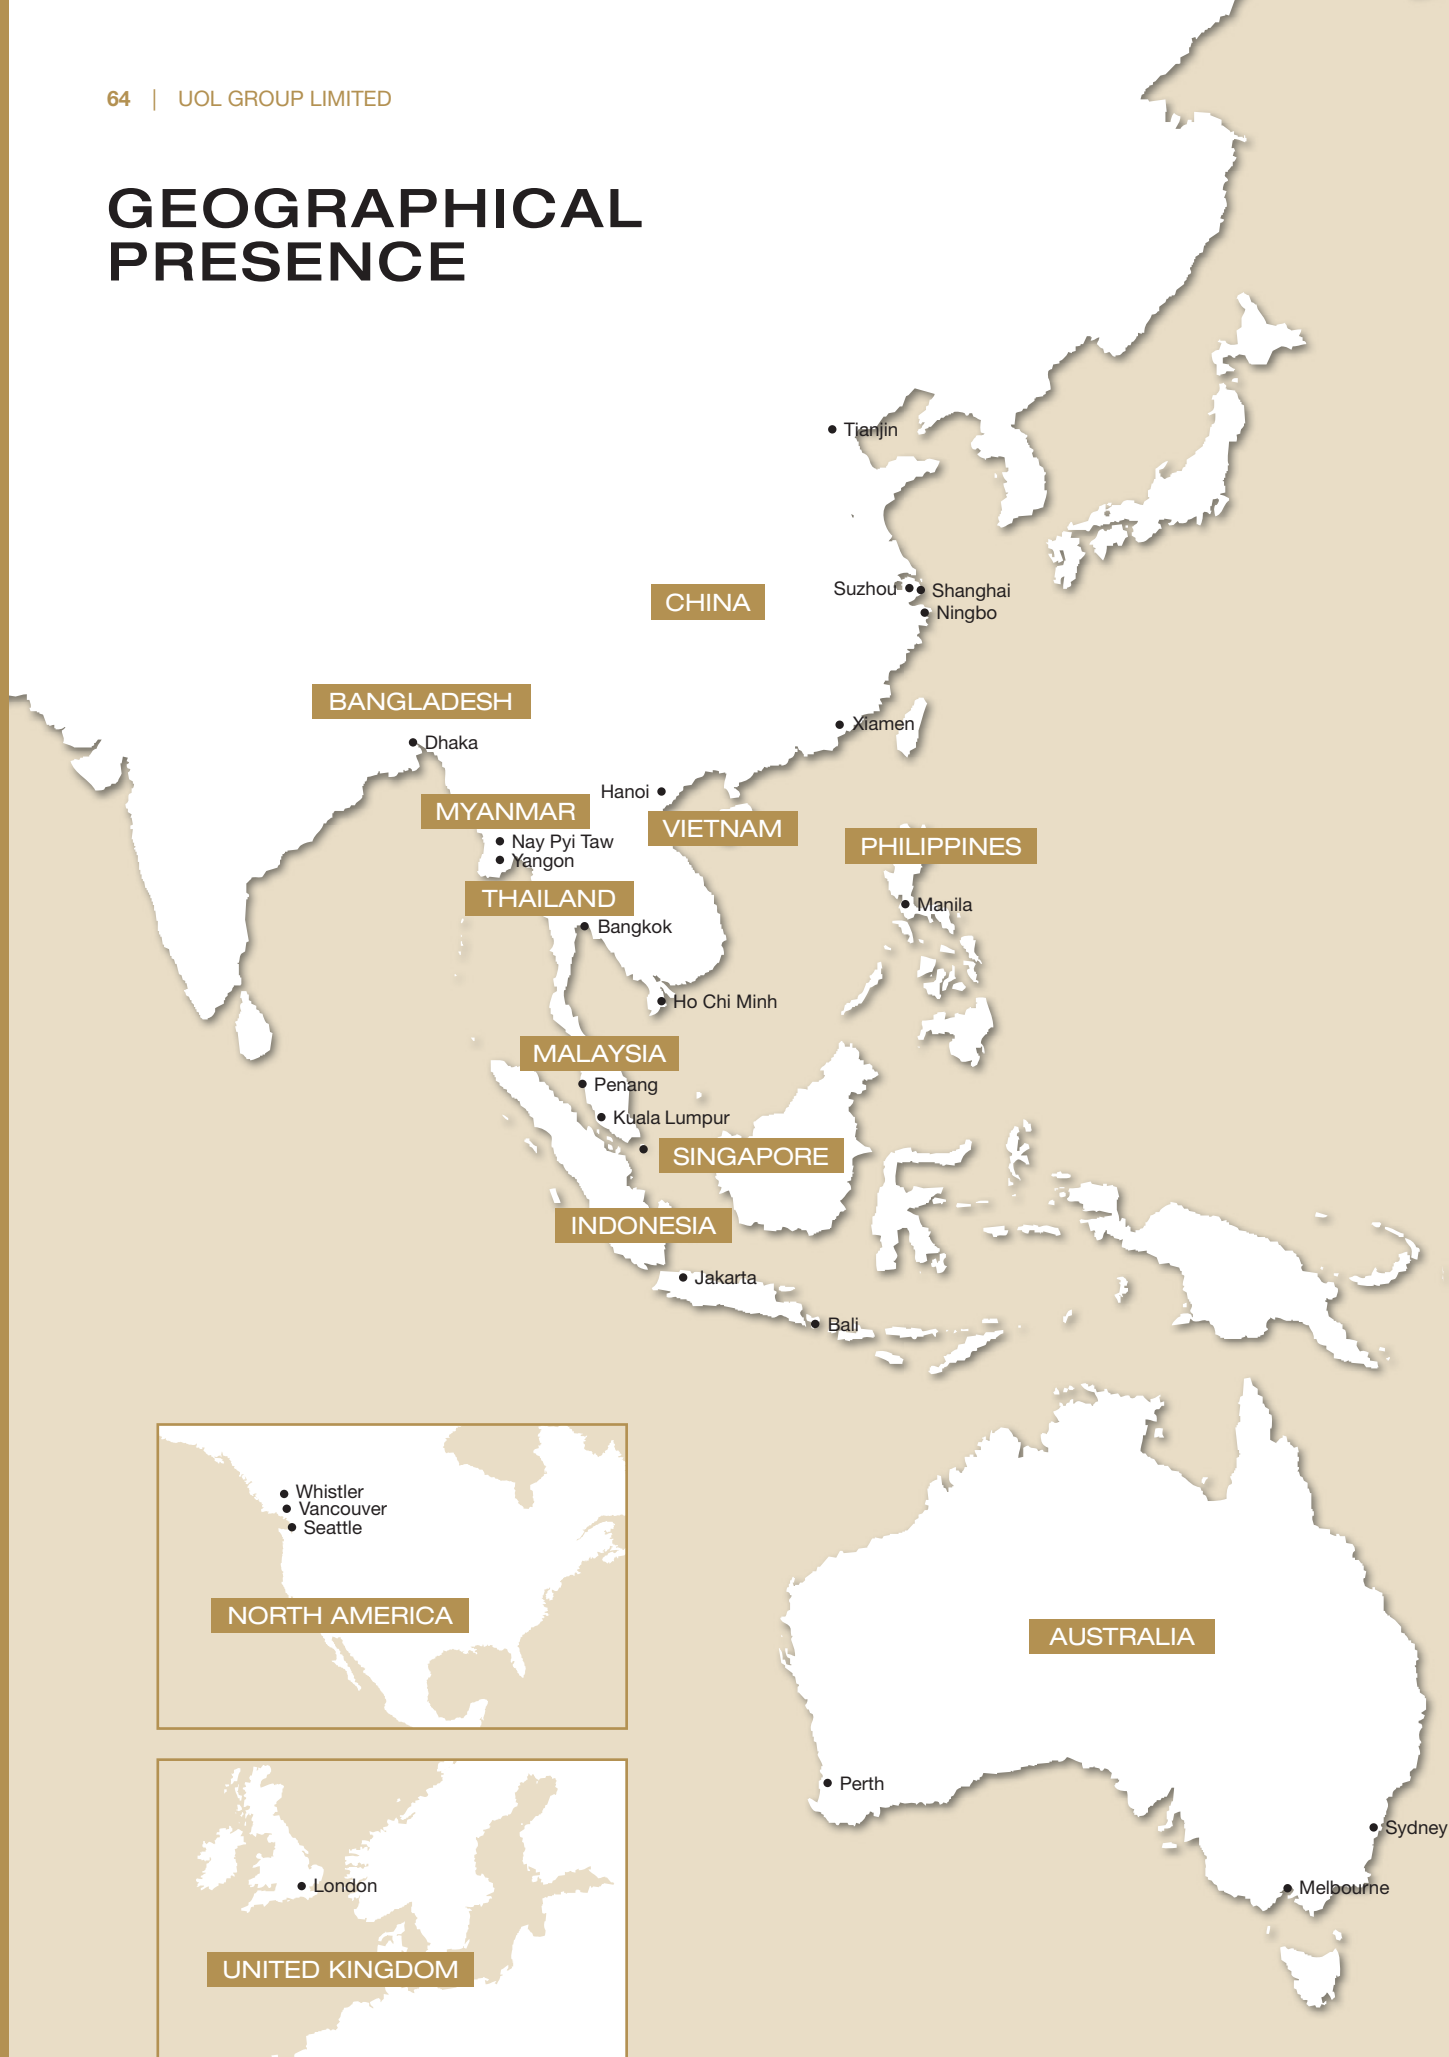 64 | UOL GROUP LIMITED
GEOGRAPHICAL
PRESENCE
Tianjin
CHINA
Suzhou
Shanghai
Ningbo
BANGLADESH
Dhaka
Xiamen
Hanoi
MYANMAR
VIETNAM
PHILIPPINES
Nay Pyi Taw
Yangon
THAILAND
Manila
Bangkok
Ho Chi Minh
MALAYSIA
Penang
Kuala Lumpur
SINGAPORE
INDONESIA
Jakarta
Bali
Whistler
Vancouver
Seattle
NORTH AMERICA
AUSTRALIA
Perth
Sydney
Melbourne
London
UNITED KINGDOM